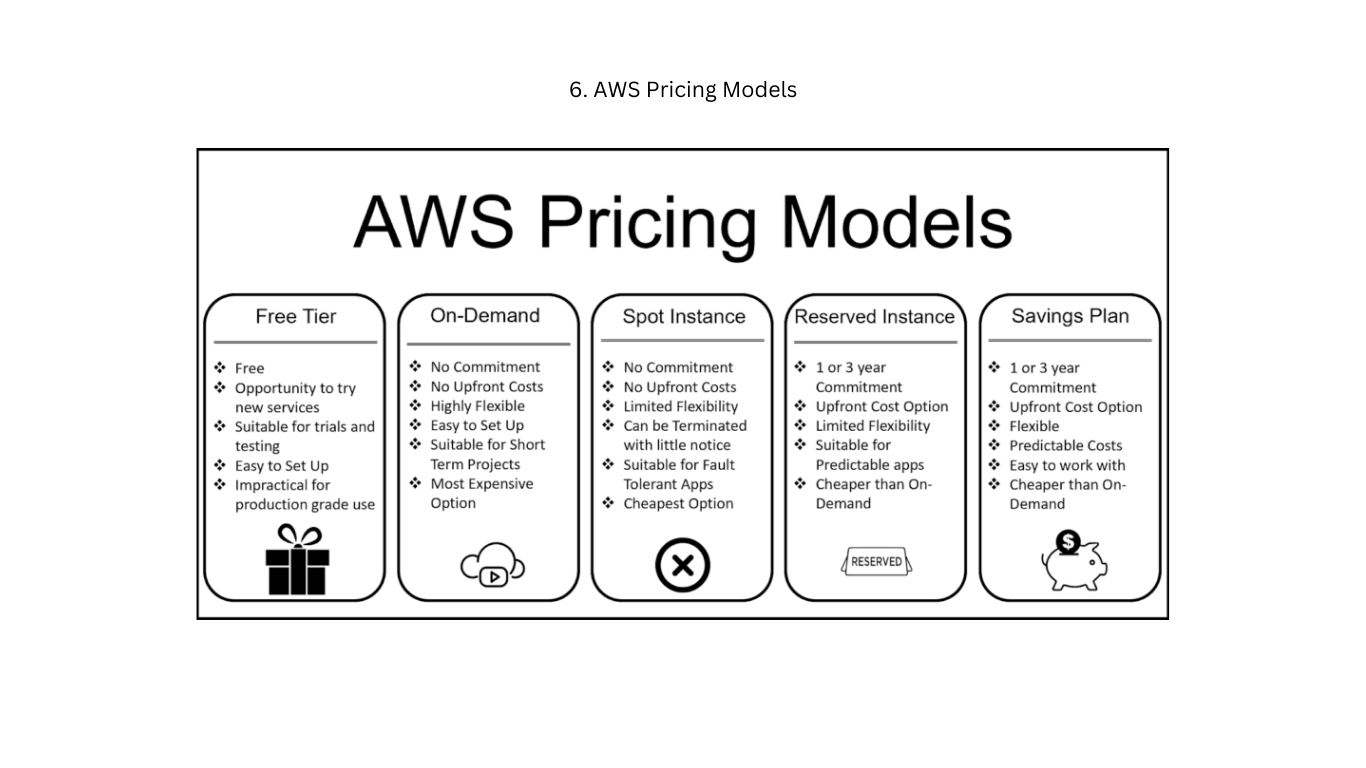 6. AWS Pricing Models
AWS Pricing Models
Free Tier
❖ Free
❖ Opportunity to try
new services
❖ Suitable for trials and
testing
❖ Easy to Set Up
❖ Impractical for
production grade use
On-Demand
❖ No Commitment
❖ No Upfront Costs
❖ Highly Flexible
❖ Easy to Set Up
❖ Suitable for Short
Term Projects
❖ Most Expensive
Option
Spot Instance
❖ No Commitment
❖ No Upfront Costs
❖ Limited Flexibility
❖ Can be Terminated
with little notice
❖ Suitable for Fault
Tolerant Apps
❖ Cheapest Option
Reserved Instance
❖ 1 or 3 year
Commitment
❖ Upfront Cost Option
❖ Limited Flexibility
❖ Suitable for
Predictable apps
❖ Cheaper than On-
Demand
RESERVED
Savings Plan
❖ 1 or 3 year
Commitment
❖ Upfront Cost Option
❖ Flexible
❖ Predictable Costs
❖ Easy to work with
❖ Cheaper than On-
Demand
$